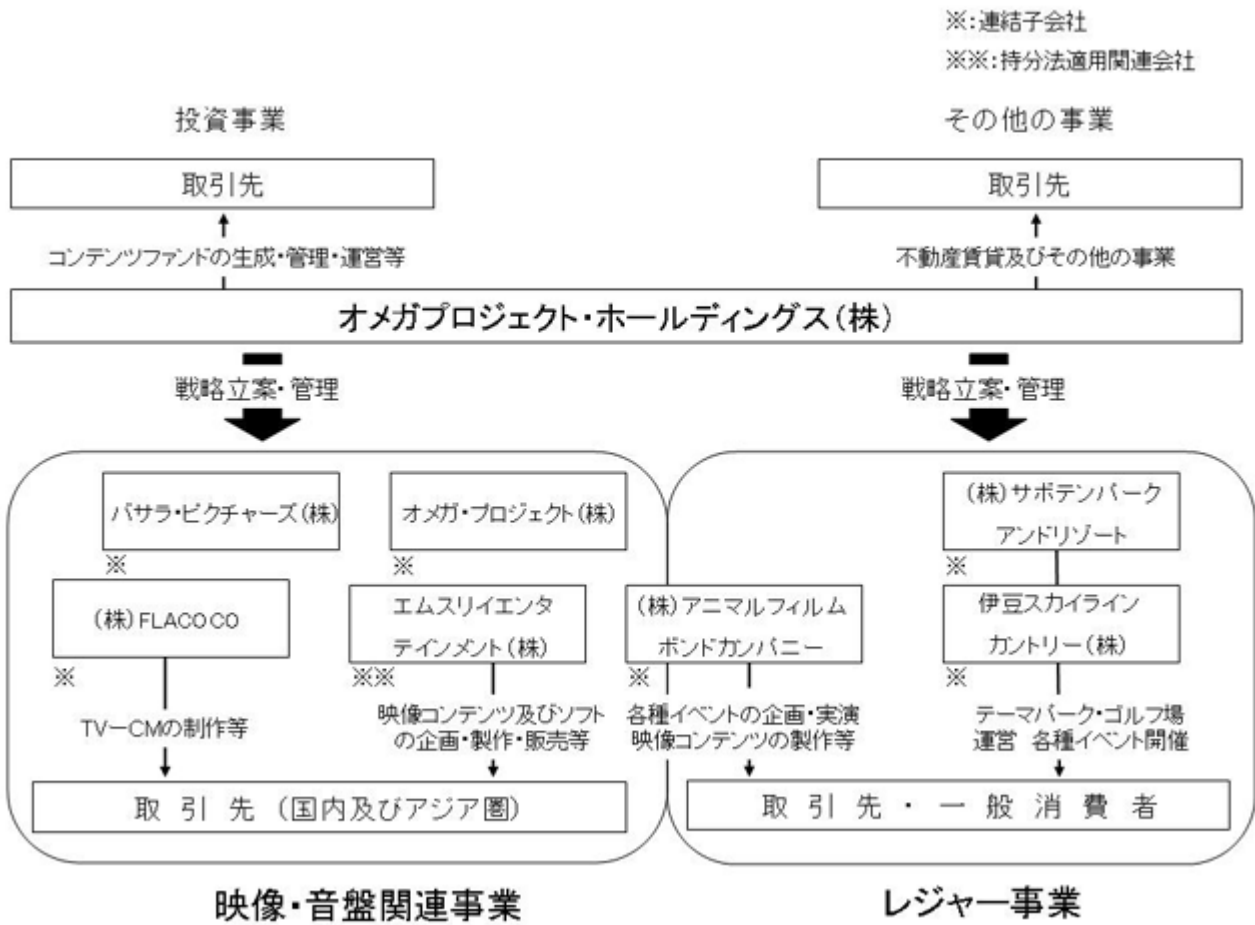 ※:連結子会社
※※:持分法適用関連会社
投資事業
その他の事業
取引先
取引先
コンテンツファンドの生成・管理・運営等
不動産賃貸及びその他の事業
オメガプロジェクト・ホールディングス(株)
戦略立案・管理
戦略立案・管理
バサラ・ピクチャーズ(株)
※
オメガ・プロジェクト(株)
※
(株)サボテンパーク
アンドリゾート
※
(株)FLACOCO
※
エムスリイエンタ
テインメント(株)
※※
(株)アニマルフィルム
ボンドカンパニー
※
伊豆スカイライン
カントリー(株)
※
TV-CMの制作等
映像コンテンツ及びソフト
の企画・製作・販売等
各種イベントの企画・実演
映像コンテンツの製作等
テーマパーク・ゴルフ場
運営 各種イベント開催
取引先(国内及びアジア圏)
取引先・一般消費者
映像・音盤関連事業
レジャー事業